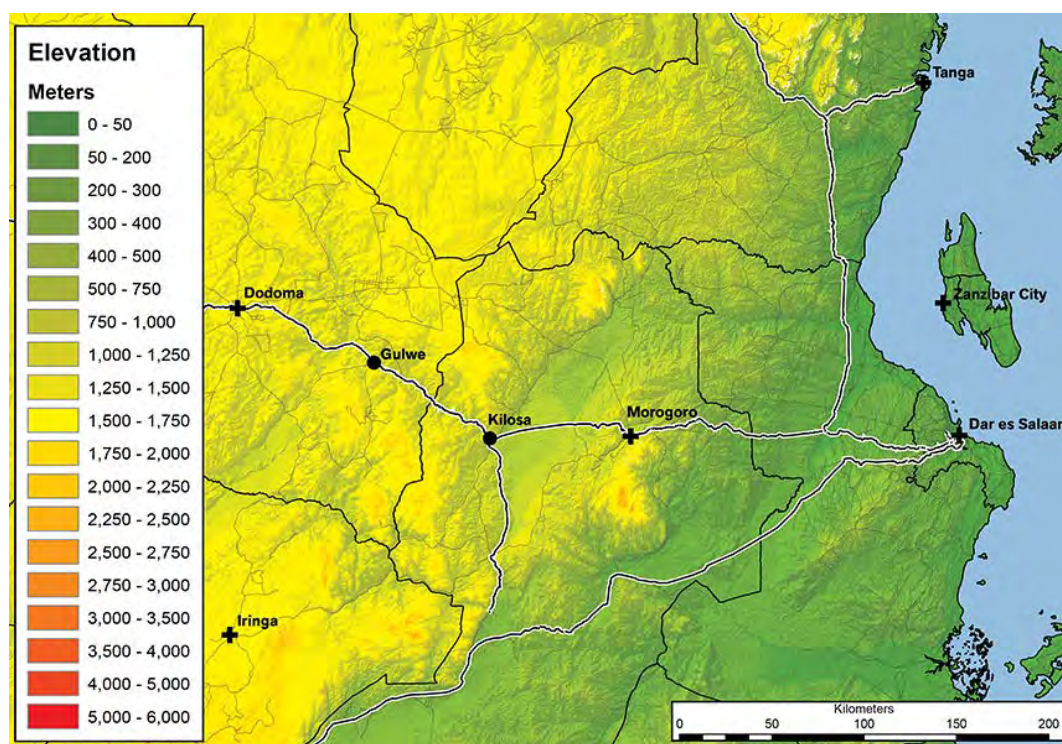 Elevation
Meters
0 - 50
50 - 200
200 - 300
300 - 400
400 - 500
500 - 750
750 - 1,000
1,000 - 1,250
1,250 - 1,500
1,500 - 1,750
1,750 - 2,000
2,000 - 2,250
2,250 - 2,500
2,500 - 2,750
2,750 - 3,000
3,000 - 3,500
3,500 - 4,000
4,000 - 5,000
5,000 - 6,000
Tanga
Dodoma
Zanzibar City
Gulwe
Kilosa
Morogoro
Dar es Salaam
Iringa
Kilometers
0 50 100 150 200